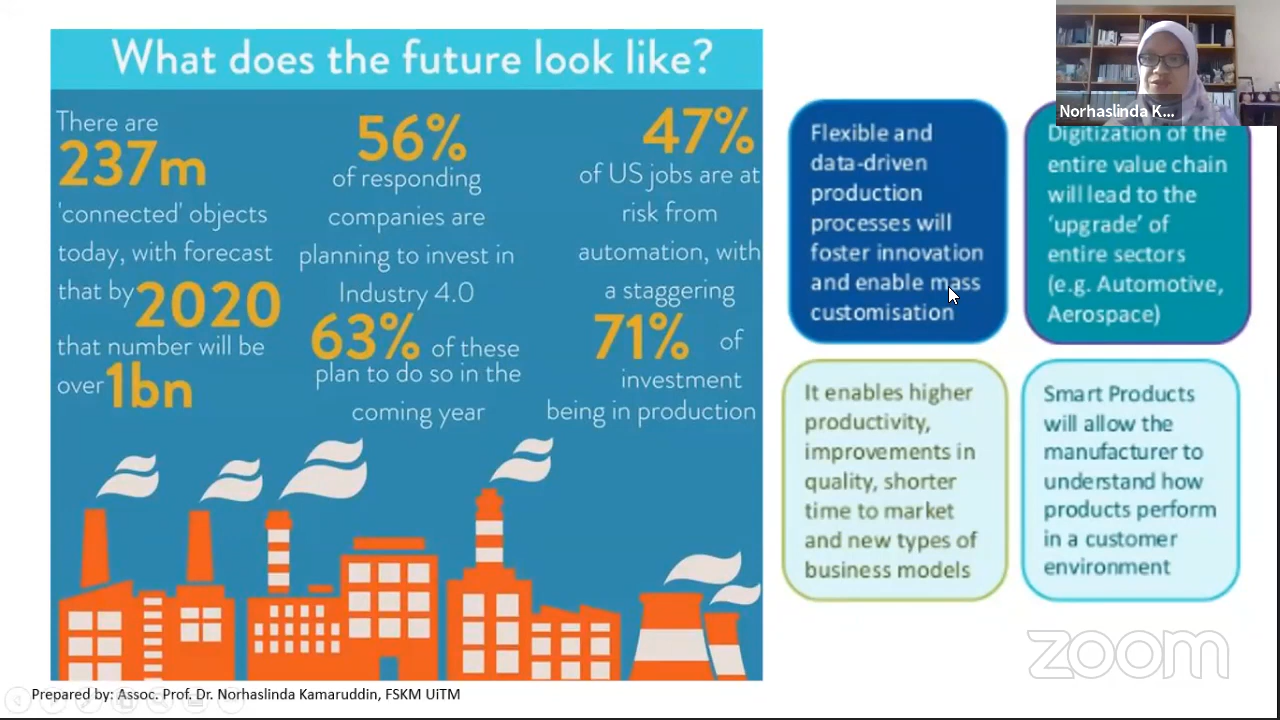 What does the future look like?
There are
237m
'connected' objects
today, with forecast
that by 2020
that number will be
over 1bn
56%
of responding
companies are
planning to invest in
Industry 4.0
63% of these
plan to do so in the
coming year
47%
of US jobs are at
risk from
automation, with
a staggering
71% of
investment
being in production
Flexible and
data-driven
production
processes will
foster innovation
and enable mass
customisation
Digitization of the
entire value chain
will lead to the
‘upgrade’ of
entire sectors
(e.g. Automotive,
Aerospace)
It enables higher
productivity,
improvements in
quality, shorter
time to market
and new types of
business models
Smart Products
will allow the
manufacturer to
understand how
products perform
in a customer
environment
Norhaslinda K...
zoom
Prepared by: Assoc. Prof. Dr. Norhaslinda Kamaruddin, FSKM UiTM